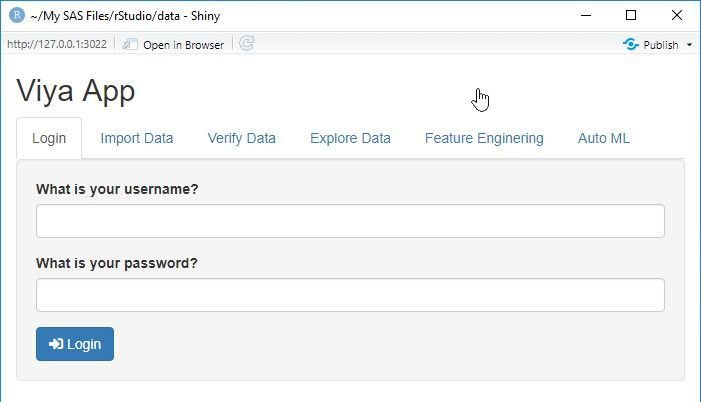 R ~/My SAS Files/rStudio/data - Shiny
http://127.0.0.1:3022 Open in Browser Publish
Viya App
Login Import Data Verify Data Explore Data Feature Enginering Auto ML
What is your username?
What is your password?
Login